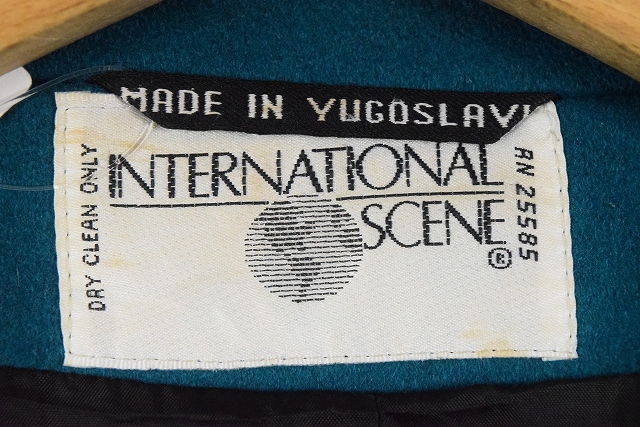 MADE IN YUGOSLAVI
DRY CLEAN ONLY
INTERNATIONAL
SCENE
®
RN 25585